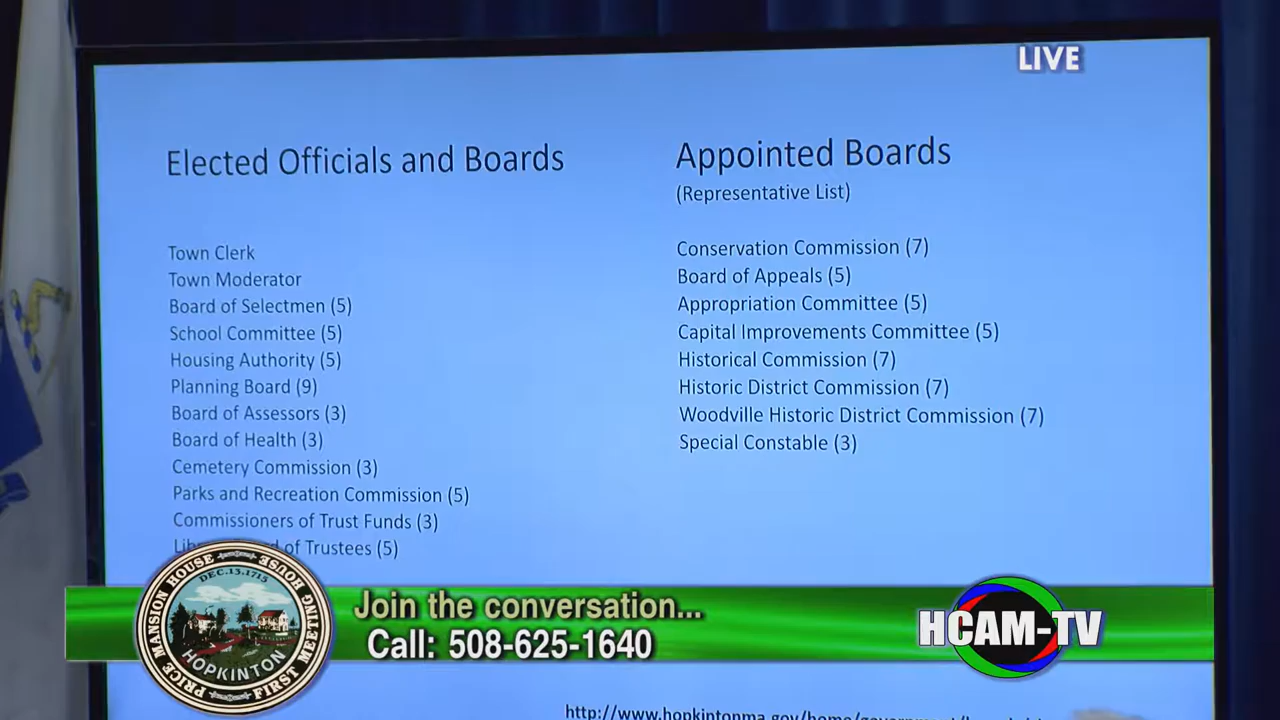 LIVE
Elected Officials and Boards
Town Clerk
Town Moderator
Board of Selectmen (5)
School Committee (5)
Housing Authority (5)
Planning Board (9)
Board of Assessors (3)
Board of Health (3)
Cemetery Commission (3)
Parks and Recreation Commission (5)
Commissioners of Trust Funds (3)
of Trustees (5)
Appointed Boards
(Representative List)
Conservation Commission (7)
Board of Appeals (5)
Appropriation Committee (5)
Capital Improvements Committee (5)
Historical Commission (7)
Historic District Commission (7)
Woodville Historic District Commission (7)
Special Constable (3)
PRICE MANSION HOUSE HOUSE FIRST MEETING
DEC.13.1715
HOPKINTON
Join the conversation...
Call: 508-625-1640
HCAM-TV
http://www.hopkintonma.gov/home/government/